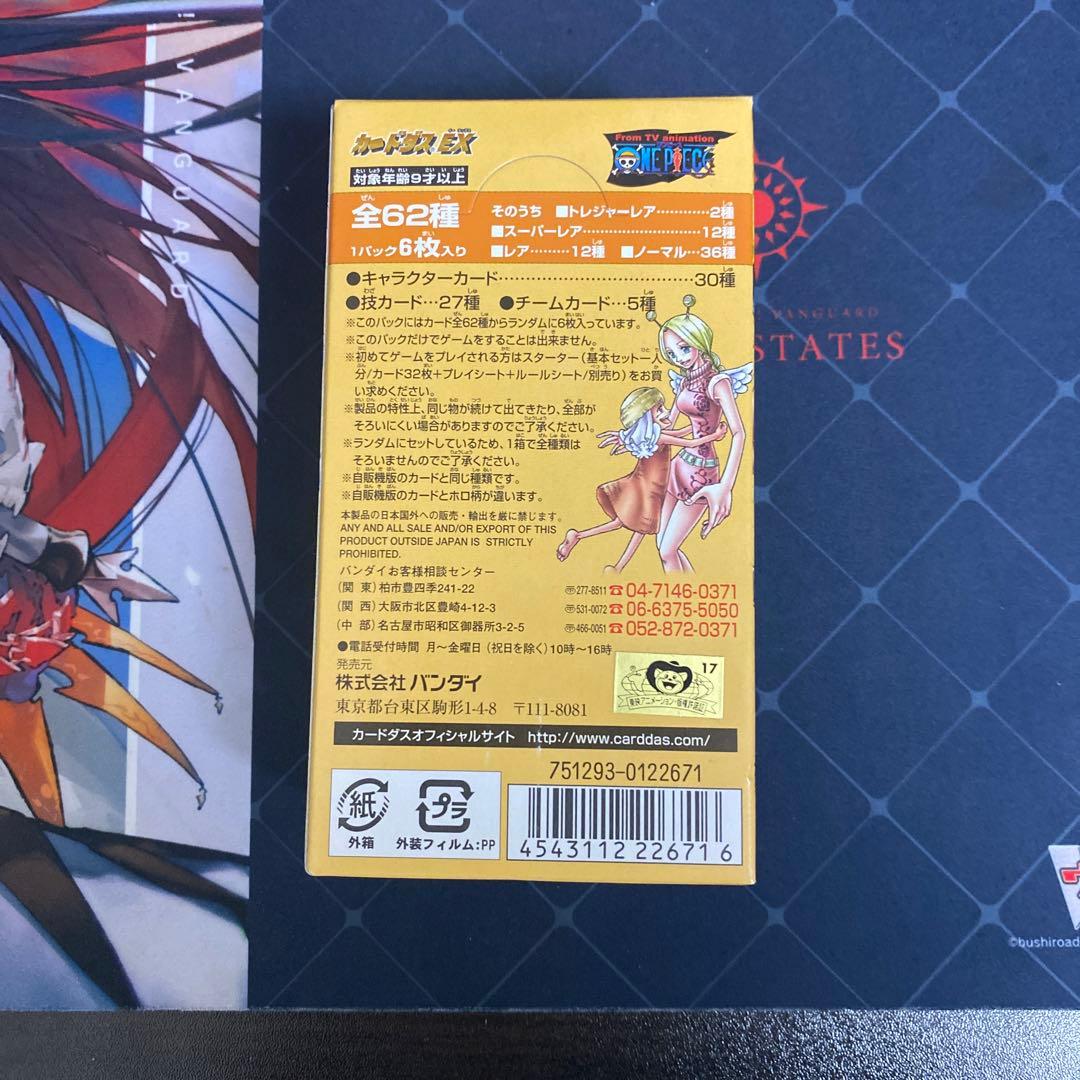 ! VANGUARD
カードダス EX
From TV animation
ONE PIECE
対象年齢9才以上
全62種
1パック6枚入り
そのうち ■トレジャーレア…………2種
■スーパーレア………………………12種
■レア………12種 ■ノーマル…36種
●キャラクターカード……………………………30種
●技カード…27種 ●チームカード…5種
※このパックにはカード全62種からランダムに6枚入っています。
※このパックだけでゲームをすることは出来ません。
※初めてゲームをプレイされる方はスターター(基本セット一人
分/カード32枚+プレイシート+ルールシート/別売り)をお買
い求めください。
※製品の特性上、同じ物が続けて出てきたり、全部が
そろいにくい場合がありますのでご了承ください。
※ランダムにセットしているため、1箱で全種類は
そろいませんのでご了承ください。
※自販機版のカードと同じ種類です。
※自販機版のカードとホロ柄が違います。
本製品の日本国外への販売・輸出を厳に禁じます。
ANY AND ALL SALE AND/OR EXPORT OF THIS
PRODUCT OUTSIDE JAPAN IS STRICTLY
PROHIBITED.
バンダイお客様相談センター
(関 東)柏市豊四季241-22 〒277-8511 ☎04-7146-0371
(関 西)大阪市北区豊崎4-12-3 〒531-0072 ☎06-6375-5050
(中 部)名古屋市昭和区御器所3-2-5 〒466-0051 ☎052-872-0371
●電話受付時間 月〜金曜日(祝日を除く)10時〜16時
発売元
株式会社 バンダイ
東京都台東区駒形1-4-8 〒111-8081
17
東映アニメーション・版権許諾証
カードダスオフィシャルサイト http://www.carddas.com/
751293-0122671
紙
外箱
プラ
外装フィルム:PP
4543112 226716
VANGUARD
STATES
©bushiroad